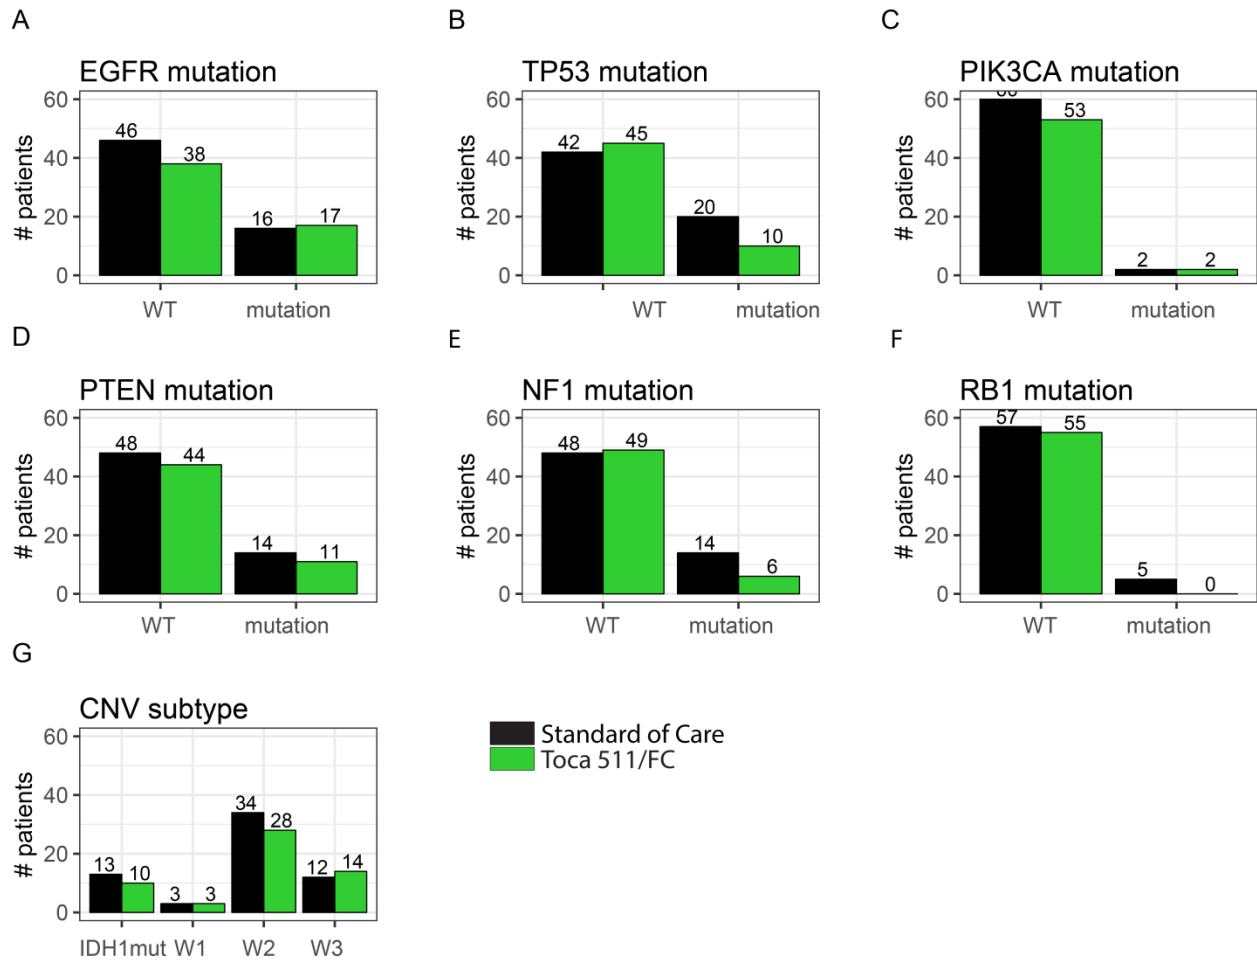 A
EGFR mutation
# patients
60
40
20
0
46
38
16
17
WT
mutation
B
TP53 mutation
# patients
60
40
20
0
42
45
20
10
WT
mutation
C
PIK3CA mutation
# patients
60
40
20
0
53
2
2
WT
mutation
D
PTEN mutation
# patients
60
40
20
0
48
44
14
11
WT
mutation
E
NF1 mutation
# patients
60
40
20
0
48
49
14
6
WT
mutation
F
RB1 mutation
# patients
60
40
20
0
57
55
5
0
WT
mutation
G
CNV subtype
# patients
60
40
20
0
13
10
3
3
34
28
12
14
IDH1mut W1 W2 W3
Standard of Care
Toca 511/FC